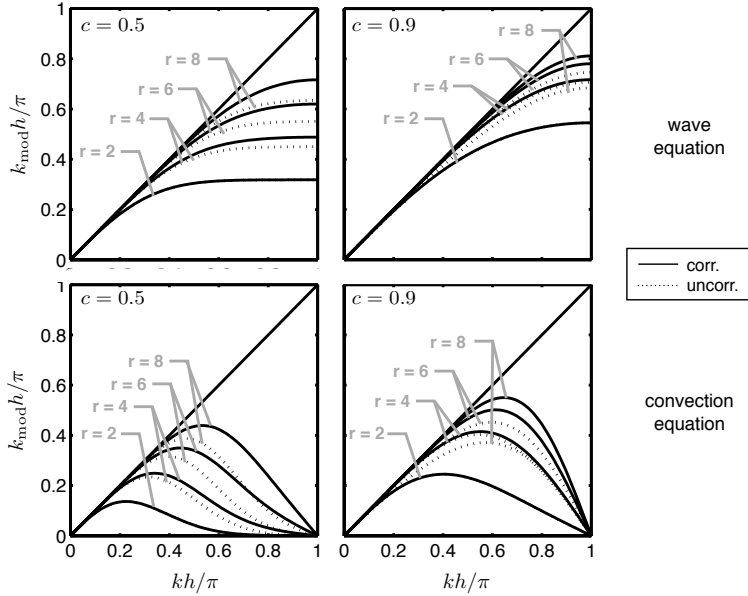 1
c = 0.5
r = 8
0.8
r = 6
0.6
r = 4
k_mod h/π
0.4
r = 2
0.2
0
c = 0.9
r = 8
r = 6
r = 4
r = 2
wave
equation
corr.
uncorr.
1
c = 0.5
0.8
r = 8
0.6
r = 6
r = 4
k_mod h/π
0.4
r = 2
0.2
0
0 0.2 0.4 0.6 0.8 1
kh/π
c = 0.9
r = 8
r = 6
r = 4
r = 2
0 0.2 0.4 0.6 0.8 1
kh/π
convection
equation